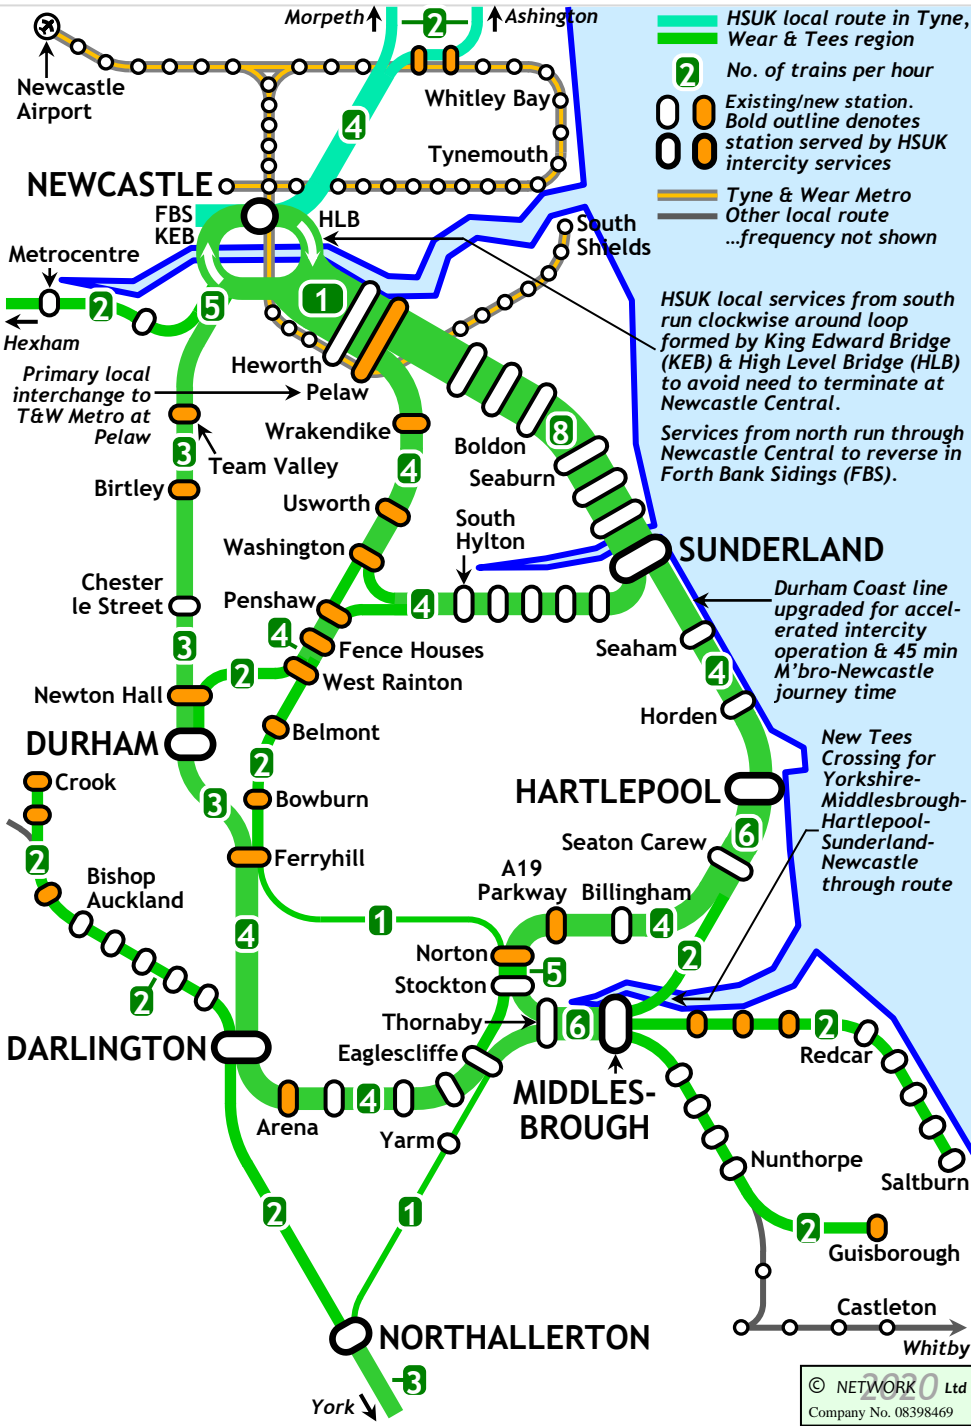 Morpeth
2
Ashington
HSUK local route in Tyne,
Wear & Tees region
2
No. of trains per hour
Existing/new station.
Bold outline denotes
station served by HSUK
intercity services
Tyne & Wear Metro
Other local route
...frequency not shown
Newcastle
Airport
Whitley Bay
4
Tynemouth
NEWCASTLE
FBS
KEB
HLB
South
Shields
Metrocentre
2
5
1
Hexham
HSUK local services from south
run clockwise around loop
formed by King Edward Bridge
(KEB) & High Level Bridge (HLB)
to avoid need to terminate at
Newcastle Central.
Services from north run through
Newcastle Central to reverse in
Forth Bank Sidings (FBS).
Heworth
Pelaw
Primary local
interchange to
T&W Metro at
Pelaw
Wrakendike
Boldon
8
3
Team Valley
4
Seaburn
Birtley
Usworth
South
Hylton
Washington
SUNDERLAND
Chester
le Street
Penshaw
4
Durham Coast line
upgraded for accel-
erated intercity
operation & 45 min
M'bro-Newcastle
journey time
3
4
Fence Houses
Seaham
2
West Rainton
4
Newton Hall
Horden
Belmont
DURHAM
New Tees
Crossing for
Yorkshire-
Middlesbrough-
Hartlepool-
Sunderland-
Newcastle
through route
2
Crook
3
Bowburn
HARTLEPOOL
6
Seaton Carew
2
Ferryhill
A19
Parkway
Billingham
Bishop
Auckland
1
4
4
Norton
2
5
Stockton
2
Thornaby
6
2
Eaglescliffe
Redcar
DARLINGTON
MIDDLES-
BROUGH
4
Arena
Yarm
Nunthorpe
Saltburn
2
1
2
Guisborough
Castleton
NORTHALLERTON
Whitby
3
York
© NETWORK 2020 Ltd
Company No. 08398469